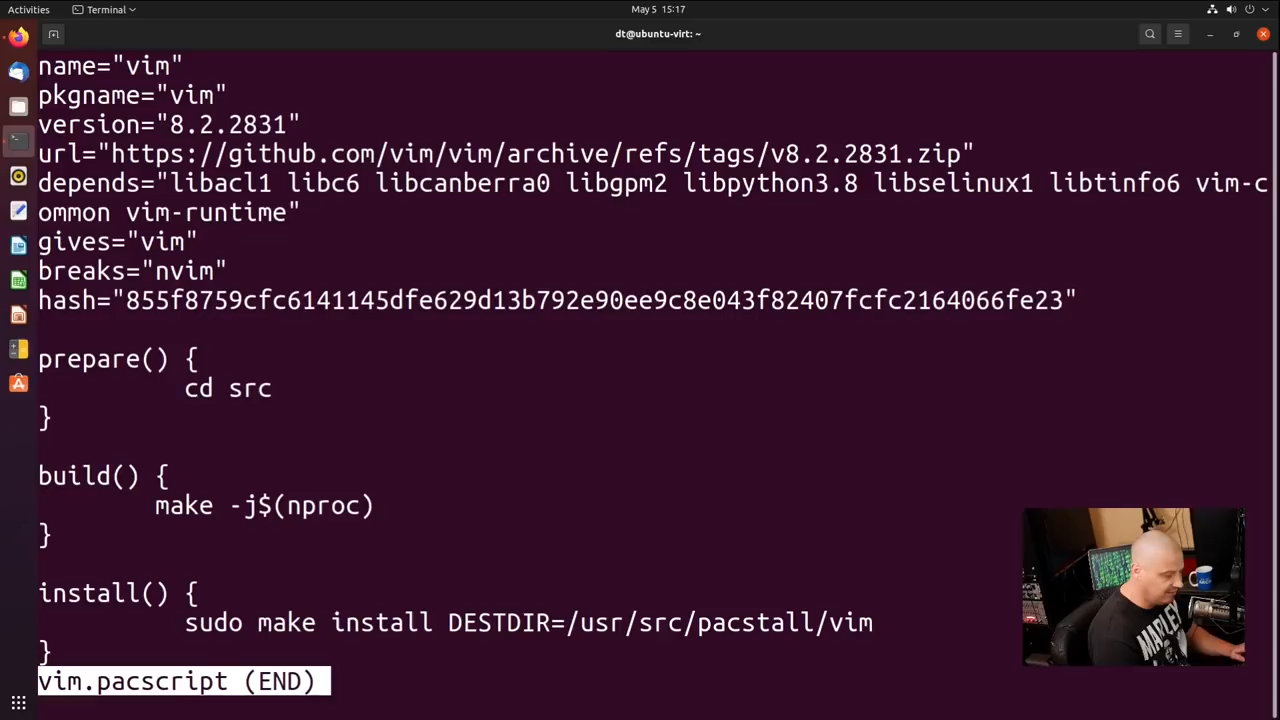 Activities
Terminal
May 5 15:17
dt@ubuntu-virt: ~
name="vim"
pkgname="vim"
version="8.2.2831"
url="https://github.com/vim/vim/archive/refs/tags/v8.2.2831.zip"
depends="libacl1 libc6 libcanberra0 libgpm2 libpython3.8 libselinux1 libtinfo6 vim-c
ommon vim-runtime"
gives="vim"
breaks="nvim"
hash="855f8759cfc6141145dfe629d13b792e90ee9c8e043f82407fcfc2164066fe23"
prepare() {
cd src
}
build() {
make -j$(nproc)
}
install() {
sudo make install DESTDIR=/usr/src/pacstall/vim
}
vim.pacscript (END)
MARLEY